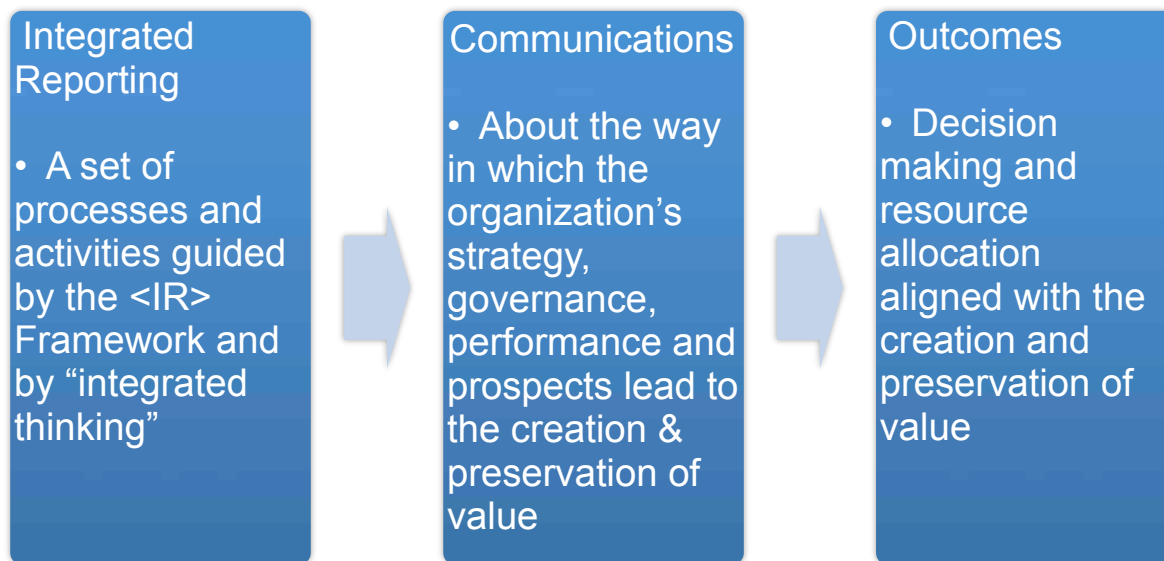 Integrated
Reporting
• A set of
processes and
activities guided
by the <IR>
Framework and
by “integrated
thinking”
Communications
• About the way
in which the
organization’s
strategy,
governance,
performance and
prospects lead to
the creation &
preservation of
value
Outcomes
• Decision
making and
resource
allocation
aligned with the
creation and
preservation of
value